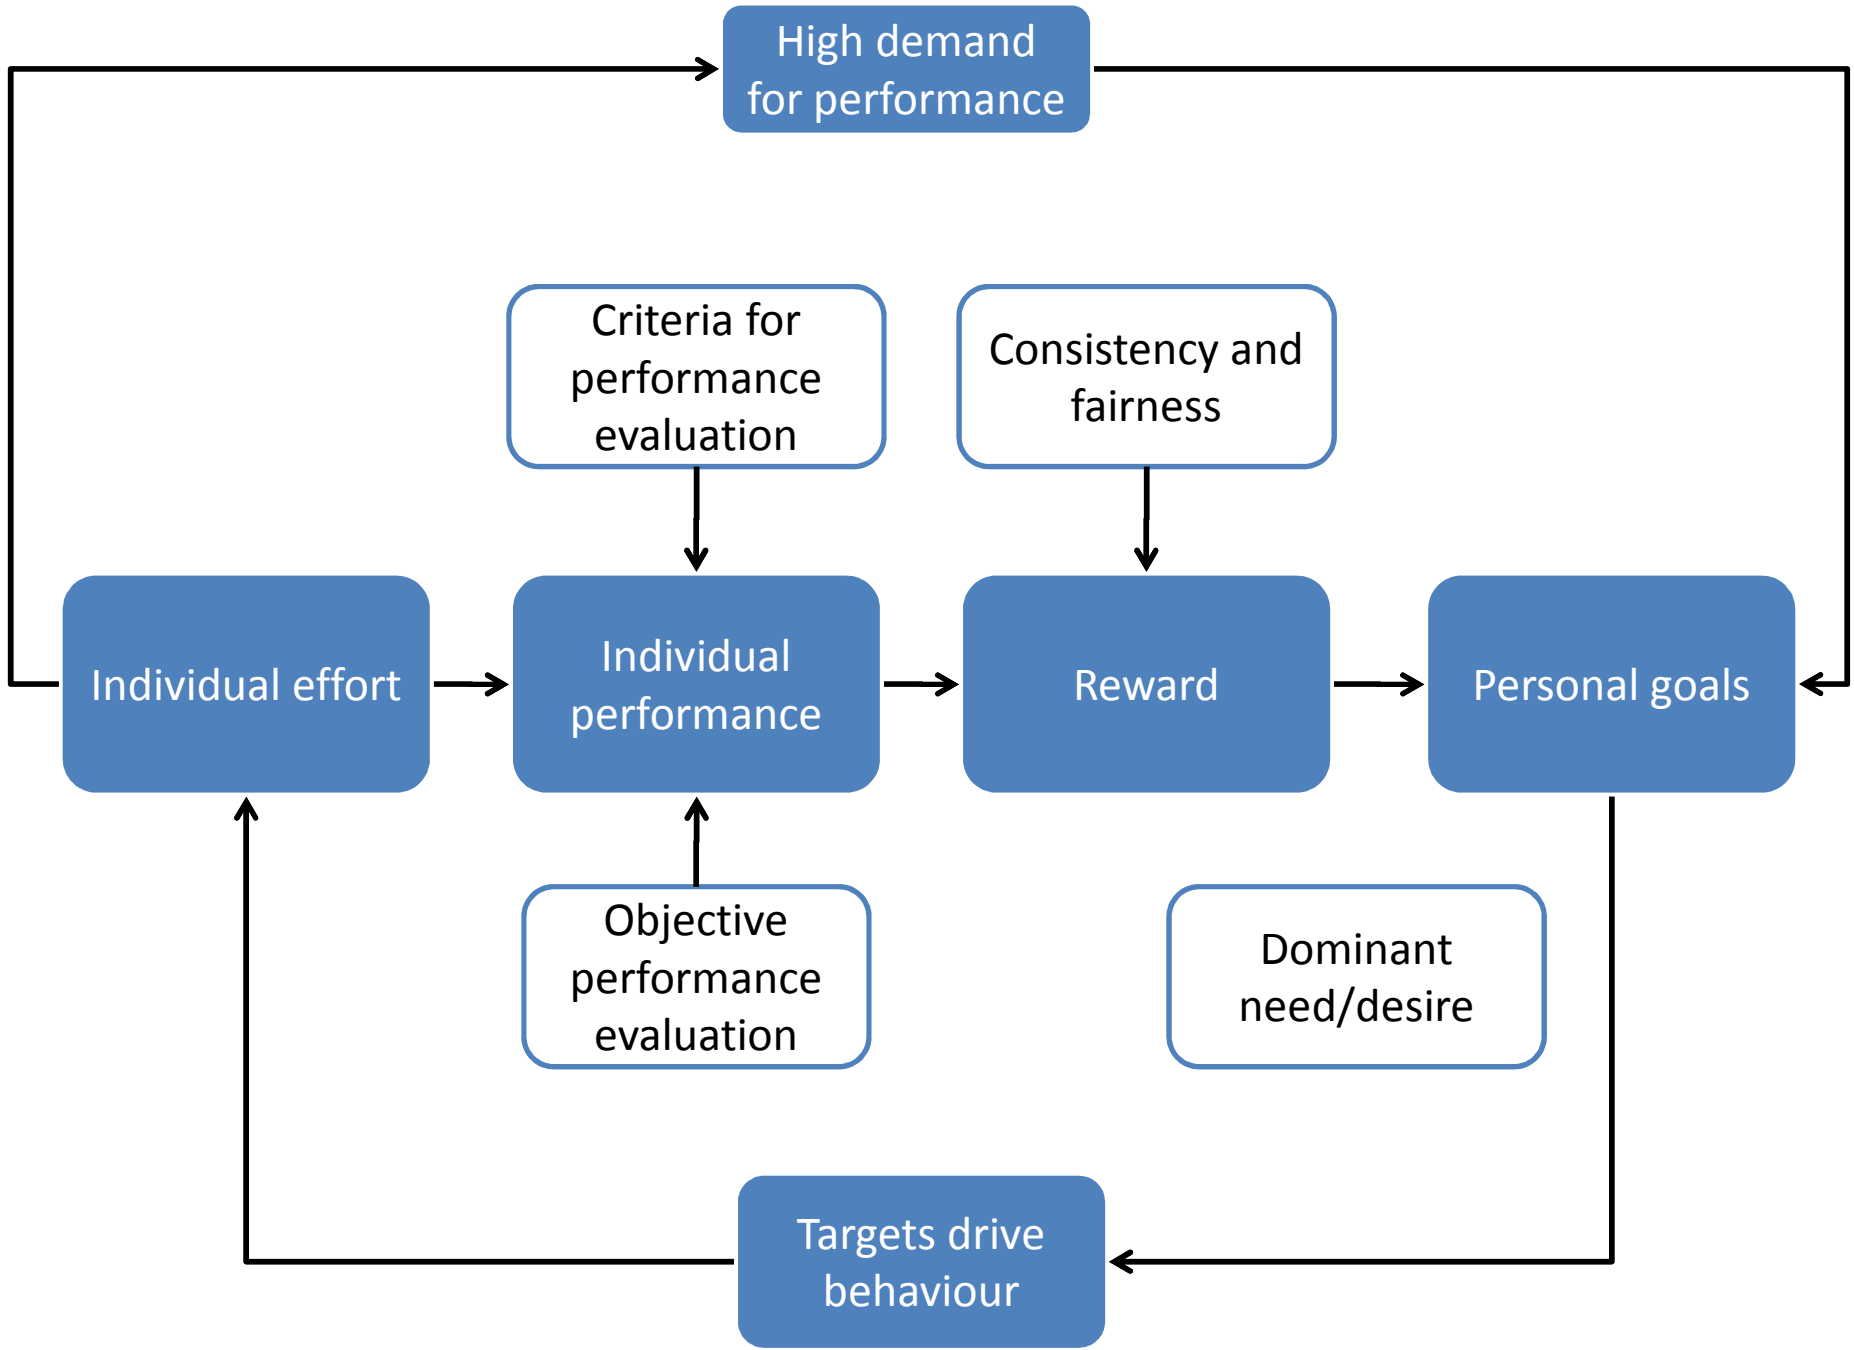 High demand
for performance
Criteria for
performance
evaluation
Consistency and
fairness
Individual effort
Individual
performance
Reward
Personal goals
Objective
performance
evaluation
Dominant
need/desire
Targets drive
behaviour